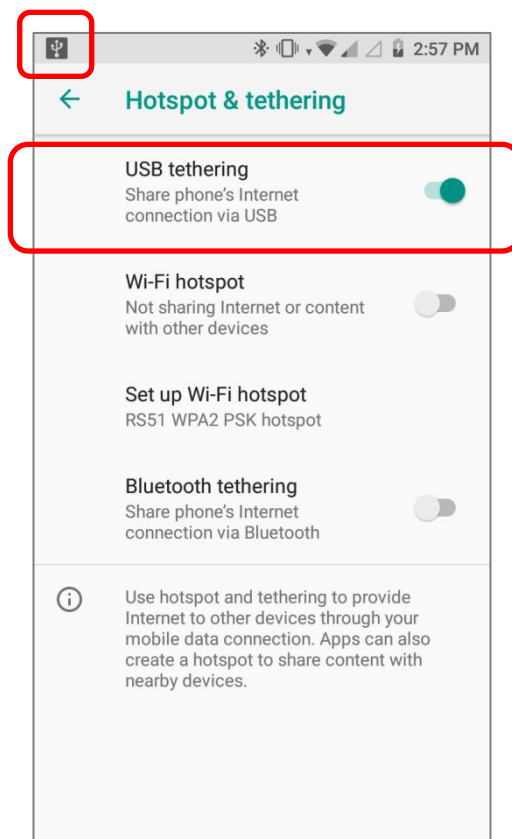 2:57 PM
Hotspot & tethering
USB tethering
Share phone's Internet
connection via USB
Wi-Fi hotspot
Not sharing Internet or content
with other devices
Set up Wi-Fi hotspot
RS51 WPA2 PSK hotspot
Bluetooth tethering
Share phone's Internet
connection via Bluetooth
Use hotspot and tethering to provide
Internet to other devices through your
mobile data connection. Apps can also
create a hotspot to share content with
nearby devices.